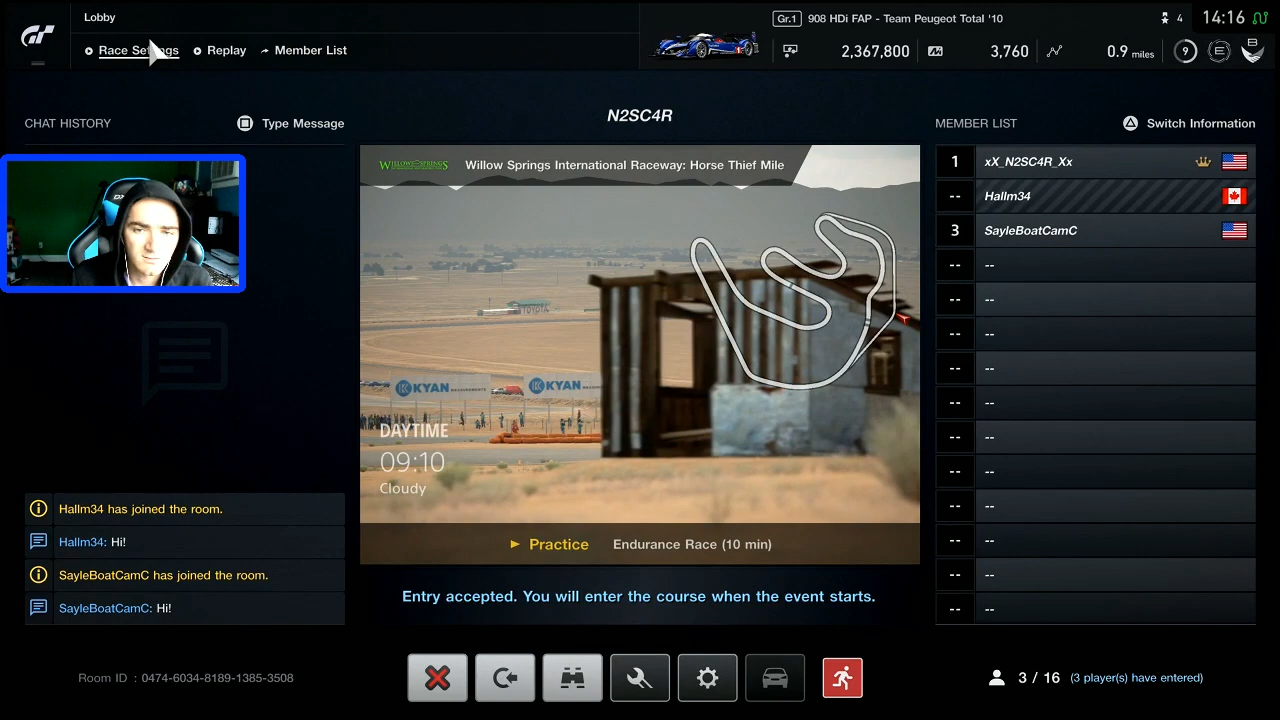 Lobby
Race Settings
Replay
Member List
Gr.1 908 HDi FAP - Team Peugeot Total '10
4
14:16
2,367,800
3,760
0.9 miles
9
E
B
CHAT HISTORY
Type Message
N2SC4R
MEMBER LIST
Switch Information
WILLOW SPRINGS
Willow Springs International Raceway: Horse Thief Mile
TOYOTA
KYAN
KYAN
DAYTIME
09:10
Cloudy
Practice Endurance Race (10 min)
Entry accepted. You will enter the course when the event starts.
Hallm34 has joined the room.
Hallm34: Hi!
SayleBoatCamC has joined the room.
SayleBoatCamC: Hi!
1 xX_N2SC4R_Xx
-- Hallm34
3 SayleBoatCamC
-- --
-- --
-- --
-- --
-- --
-- --
-- --
-- --
-- --
-- --
-- --
Room ID : 0474-6034-8189-1385-3508
3 / 16 (3 player(s) have entered)